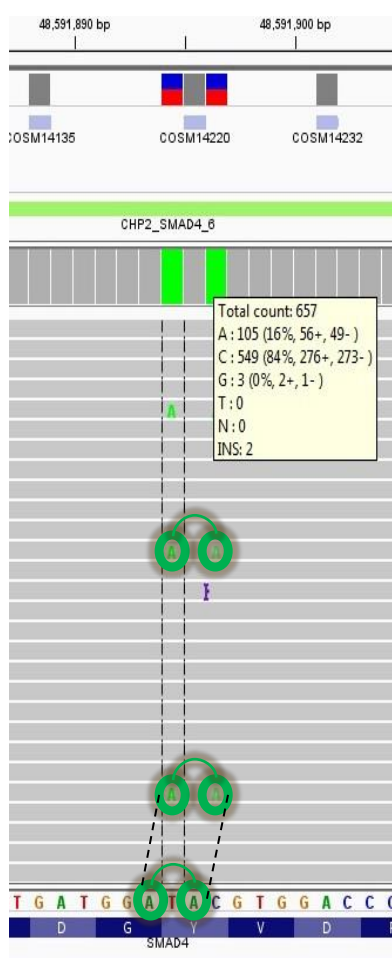 48,591,890 bp 48,591,900 bp
COSM14135 COSM14220 COSM14232
CHP2_SMAD4_6
Total count: 657
A : 105 (16%, 56+, 49- )
C : 549 (84%, 276+, 273- )
G : 3 (0%, 2+, 1- )
T : 0
N : 0
INS: 2
A
A A
A A
T G A T G G A T A C G T G G A C C
D G Y V D
SMAD4